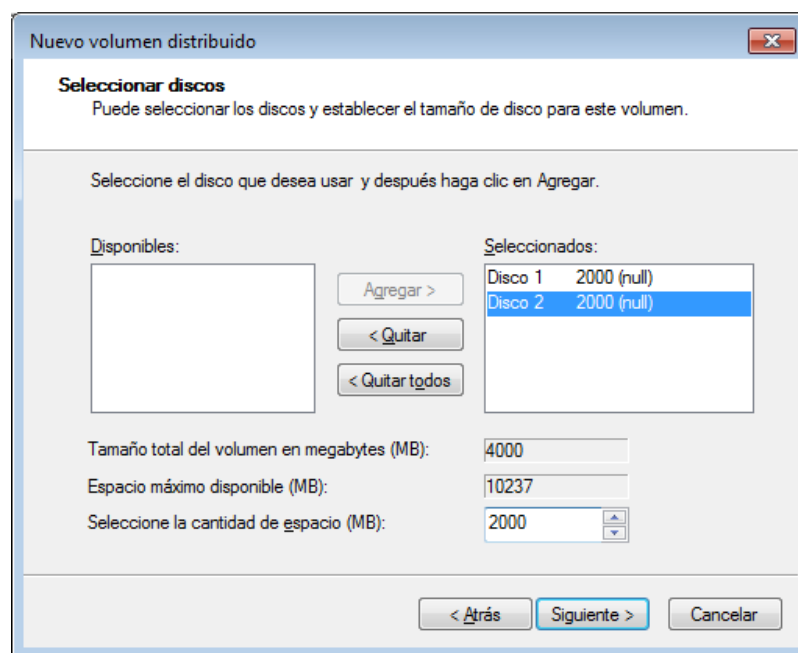 Nuevo volumen distribuido
Seleccionar discos
Puede seleccionar los discos y establecer el tamaño de disco para este volumen.
Seleccione el disco que desea usar y después haga clic en Agregar.
Disponibles:
Seleccionados:
Agregar >
< Quitar
< Quitar todos
Disco 1 2000 (null)
Disco 2 2000 (null)
Tamaño total del volumen en megabytes (MB): 4000
Espacio máximo disponible (MB): 10237
Seleccione la cantidad de espacio (MB): 2000
< Atrás Siguiente > Cancelar